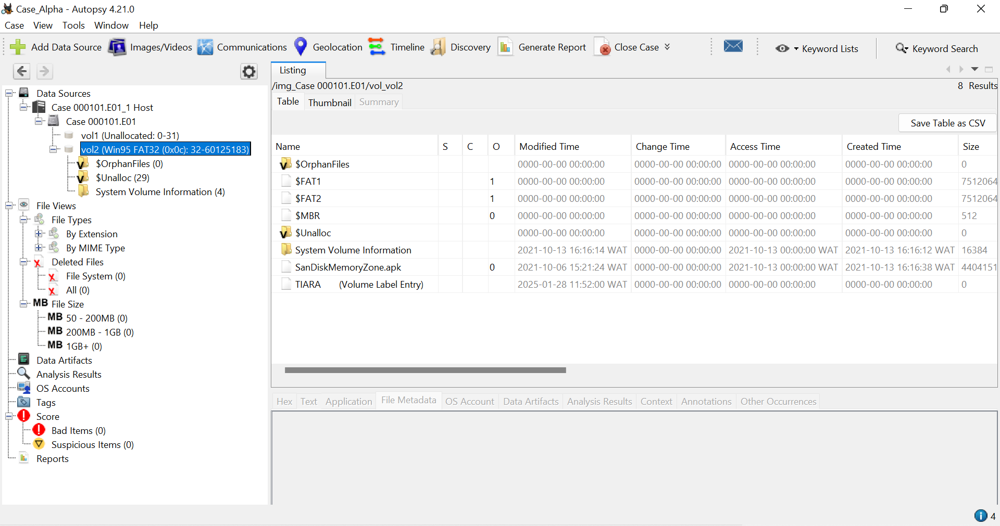 Case_Alpha - Autopsy 4.21.0
Case View Tools Window Help
Add Data Source Images/Videos Communications Geolocation Timeline Discovery Generate Report Close Case Keyword Lists Keyword Search
Data Sources
Case 000101.E01_1 Host
Case 000101.E01
vol1 (Unallocated: 0-31)
vol2 (Win95 FAT32 (0x0c): 32-60125183)
$OrphanFiles (0)
$Unalloc (29)
System Volume Information (4)
File Views
File Types
By Extension
By MIME Type
Deleted Files
File System (0)
All (0)
MB File Size
MB 50 - 200MB (0)
MB 200MB - 1GB (0)
MB 1GB+ (0)
Data Artifacts
Analysis Results
OS Accounts
Tags
Score
Bad Items (0)
Suspicious Items (0)
Reports
Listing
/img_Case 000101.E01/vol_vol2 8 Results
Table Thumbnail Summary
Save Table as CSV
Name S C O Modified Time Change Time Access Time Created Time Size
$OrphanFiles 0000-00-00 00:00:00 0000-00-00 00:00:00 0000-00-00 00:00:00 0000-00-00 00:00:00 0
$FAT1 1 0000-00-00 00:00:00 0000-00-00 00:00:00 0000-00-00 00:00:00 0000-00-00 00:00:00 7512064
$FAT2 1 0000-00-00 00:00:00 0000-00-00 00:00:00 0000-00-00 00:00:00 0000-00-00 00:00:00 7512064
$MBR 0 0000-00-00 00:00:00 0000-00-00 00:00:00 0000-00-00 00:00:00 0000-00-00 00:00:00 512
$Unalloc 0000-00-00 00:00:00 0000-00-00 00:00:00 0000-00-00 00:00:00 0000-00-00 00:00:00 0
System Volume Information 2021-10-13 16:16:14 WAT 0000-00-00 00:00:00 2021-10-13 00:00:00 WAT 2021-10-13 16:16:12 WAT 16384
SanDiskMemoryZone.apk 0 2021-10-06 15:21:24 WAT 0000-00-00 00:00:00 2021-10-13 00:00:00 WAT 2021-10-13 16:16:38 WAT 4404151
TIARA (Volume Label Entry) 2025-01-28 11:52:00 WAT 0000-00-00 00:00:00 0000-00-00 00:00:00 0000-00-00 00:00:00 0
Hex Text Application File Metadata OS Account Data Artifacts Analysis Results Context Annotations Other Occurrences
4